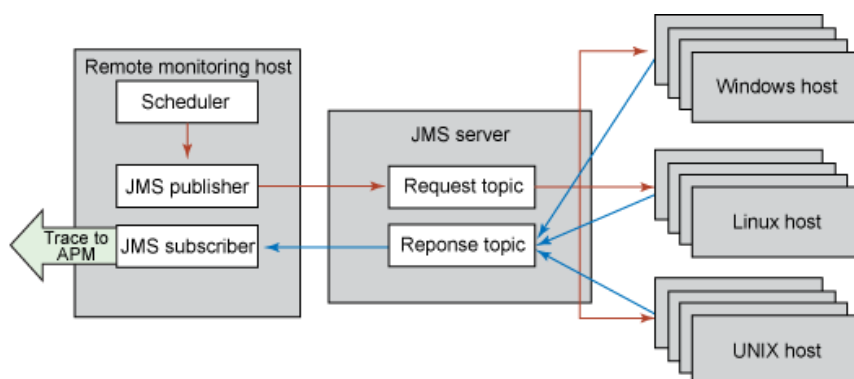 Remote monitoring host
Scheduler
JMS publisher
JMS subscriber
Trace to
APM
JMS server
Request topic
Reponse topic
Windows host
Linux host
UNIX host